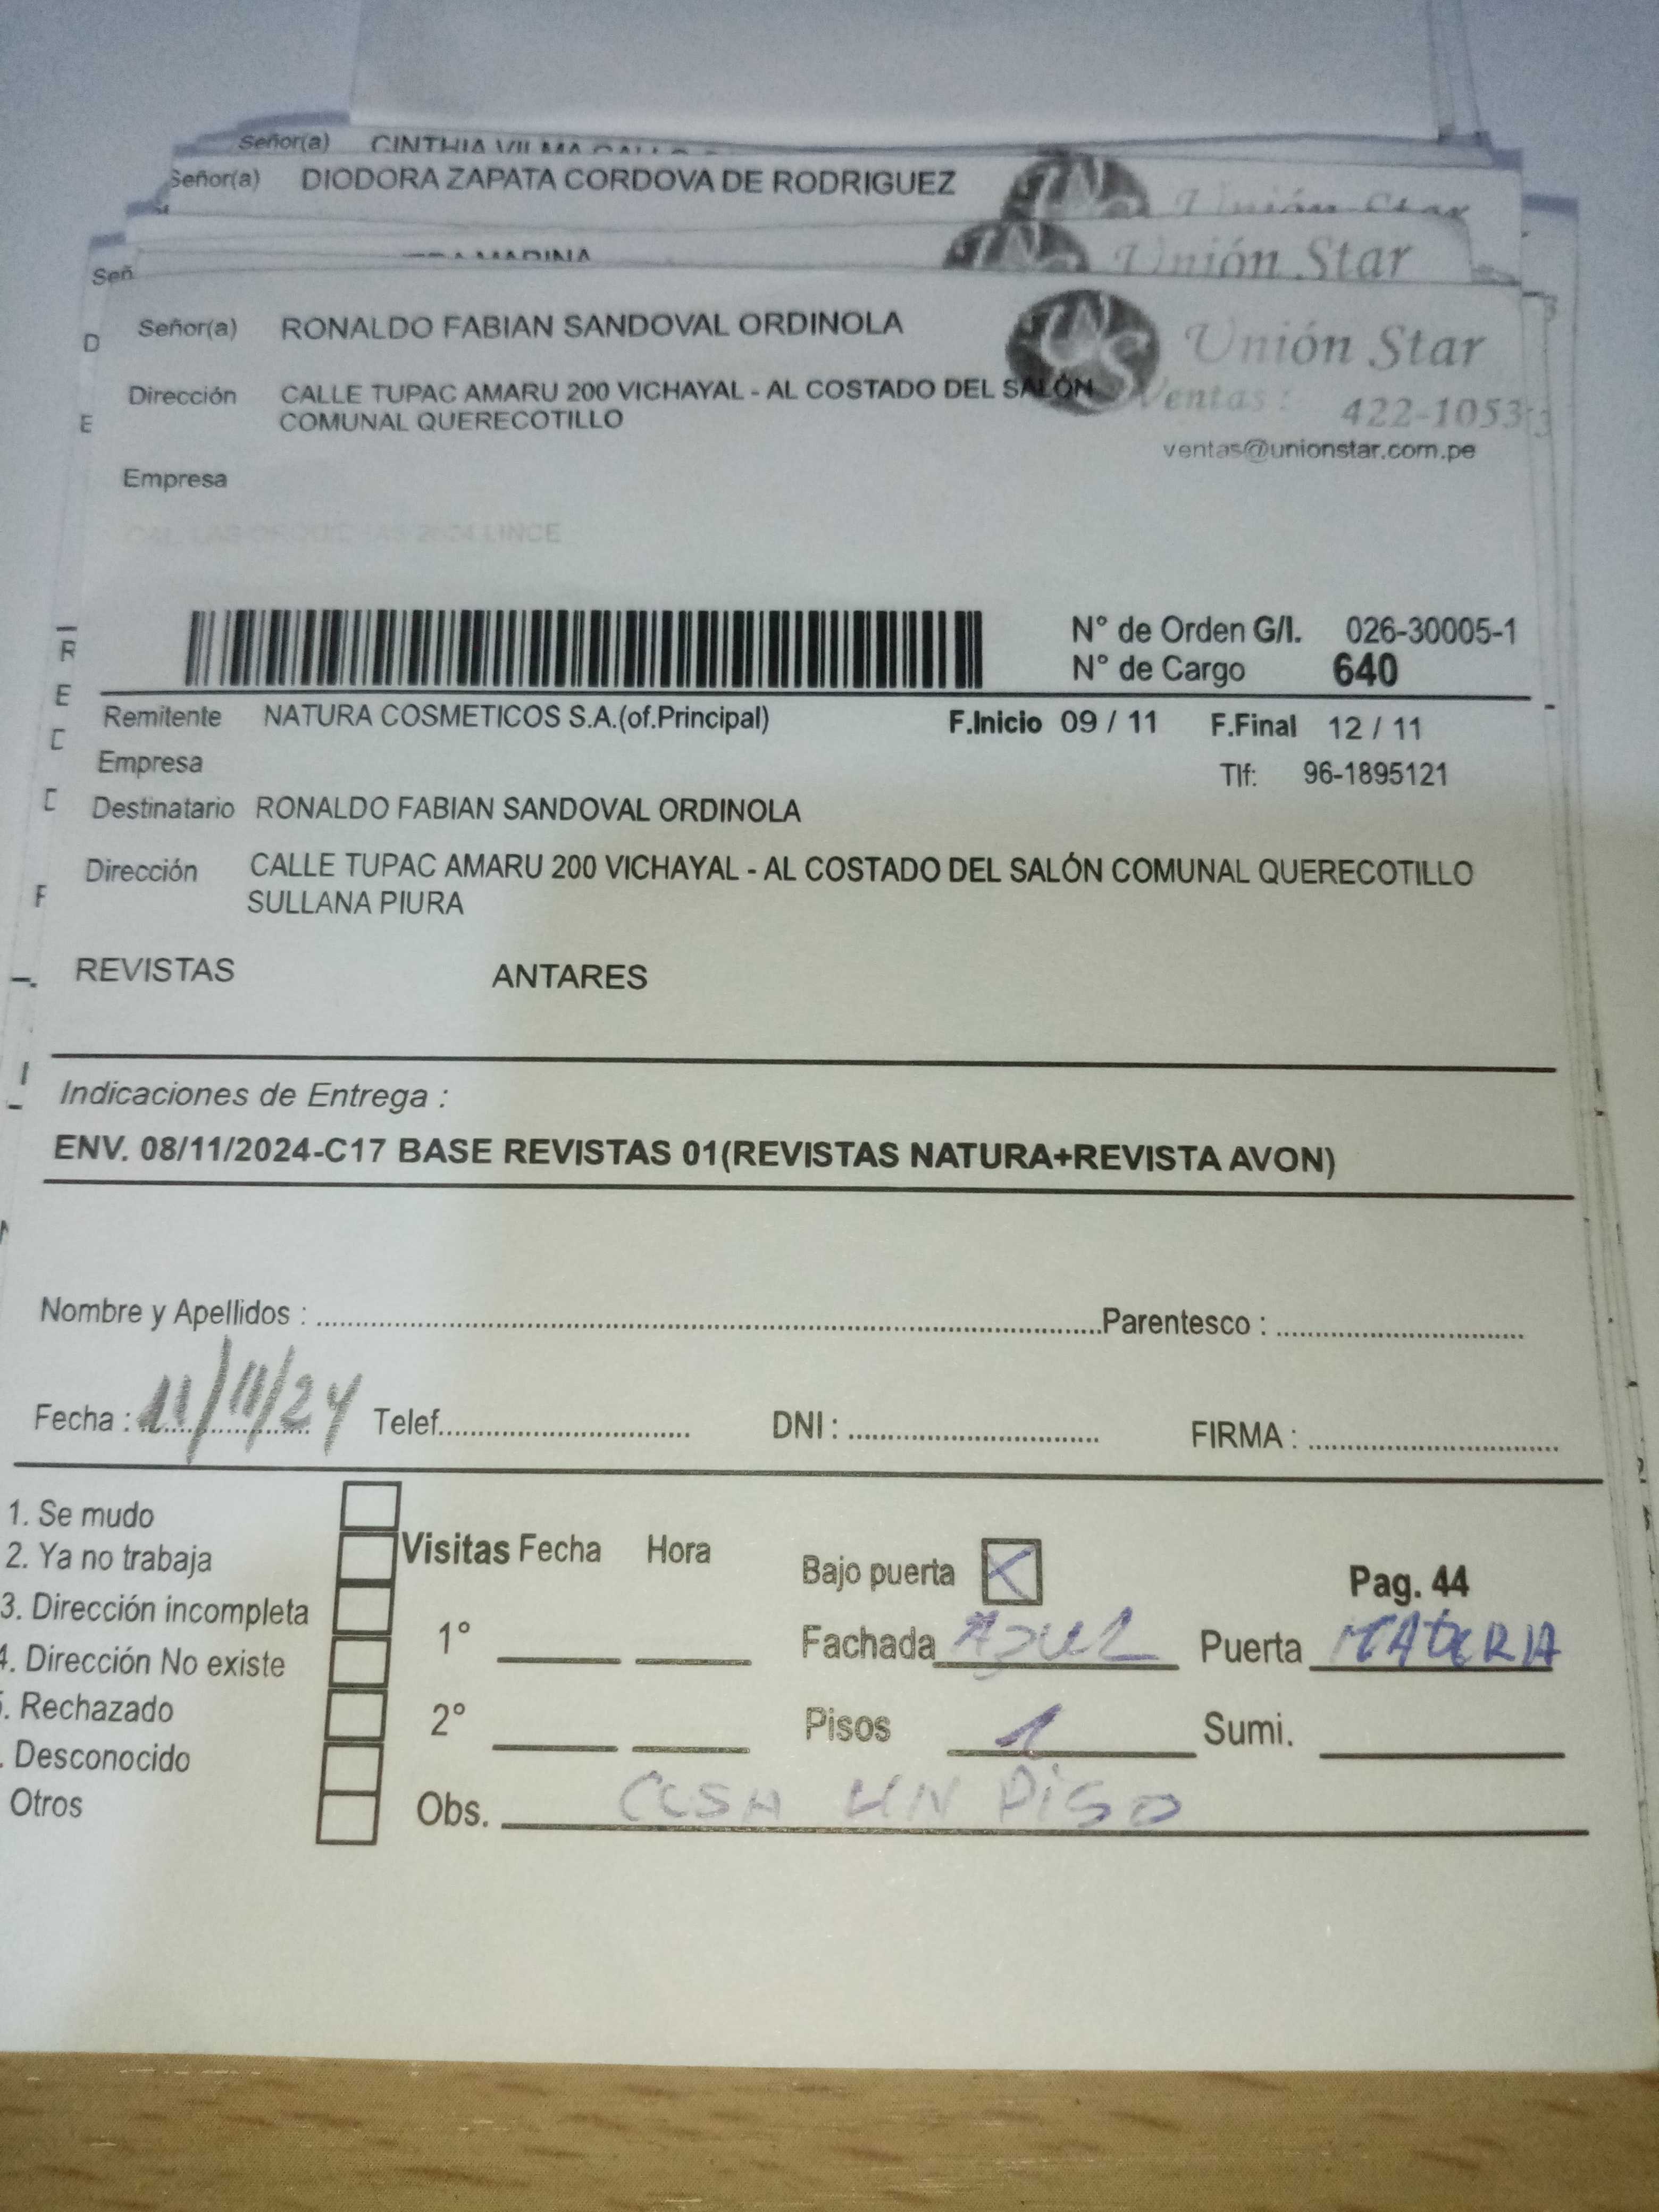 Señor(a) CINTHIA VILMA
Señor(a) DIODORA ZAPATA CORDOVA DE RODRIGUEZ
Unión Star
MARINA
Unión Star
Señ
Señor(a) RONALDO FABIAN SANDOVAL ORDINOLA
Unión Star
D
Dirección CALLE TUPAC AMARU 200 VICHAYAL - AL COSTADO DEL SALÓN
COMUNAL QUERECOTILLO
Ventas : 422-1053
E
ventas@unionstar.com.pe
Empresa
LINCE
N° de Orden G/I. 026-30005-1
N° de Cargo 640
R
E
Remitente NATURA COSMETICOS S.A.(of.Principal) F.Inicio 09 / 11 F.Final 12 / 11
Empresa Tlf: 96-1895121
Destinatario RONALDO FABIAN SANDOVAL ORDINOLA
Dirección CALLE TUPAC AMARU 200 VICHAYAL - AL COSTADO DEL SALÓN COMUNAL QUERECOTILLO
SULLANA PIURA
REVISTAS ANTARES
Indicaciones de Entrega :
ENV. 08/11/2024-C17 BASE REVISTAS 01(REVISTAS NATURA+REVISTA AVON)
Nombre y Apellidos : Parentesco :
Fecha : 11/11/24 Telef. DNI : FIRMA :
1. Se mudo
2. Ya no trabaja
3. Dirección incompleta
4. Dirección No existe
. Rechazado
. Desconocido
Otros
Visitas Fecha Hora
1°
2°
Bajo puerta Pag. 44
Fachada AZUL Puerta
Pisos 1 Sumi.
Obs. CASA UN PISO